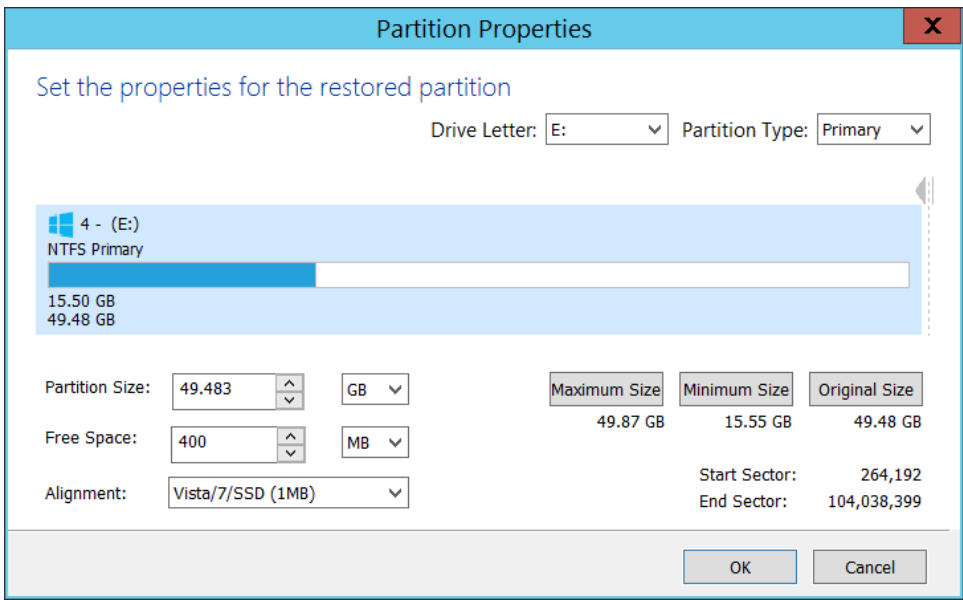 Partition Properties
X
Set the properties for the restored partition
Drive Letter: E: Partition Type: Primary
4 - (E:)
NTFS Primary
15.50 GB
49.48 GB
Partition Size: 49.483 GB Maximum Size Minimum Size Original Size
49.87 GB 15.55 GB 49.48 GB
Free Space: 400 MB
Start Sector: 264,192
Alignment: Vista/7/SSD (1MB)
End Sector: 104,038,399
OK Cancel